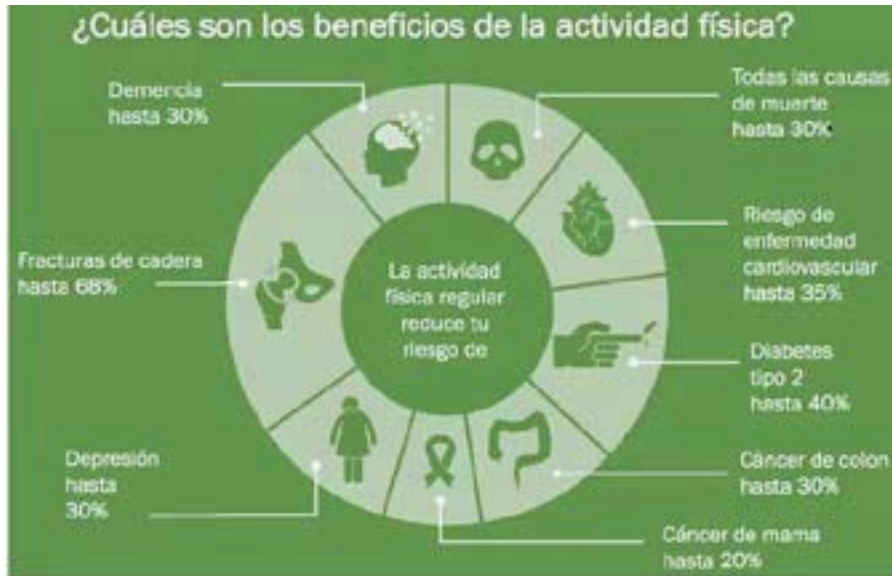 ¿Cuáles son los beneficios de la actividad física?
Demencia
hasta 30%
Todas las causas
de muerte
hasta 30%
Riesgo de
enfermedad
cardiovascular
hasta 35%
Fracturas de cadera
hasta 68%
La actividad
física regular
reduce tu
riesgo de
Diabetes
tipo 2
hasta 40%
Depresión
hasta
30%
Cáncer de colon
hasta 30%
Cáncer de mama
hasta 20%